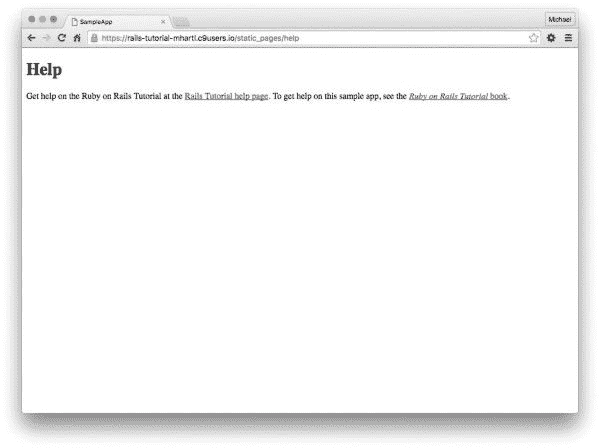 SampleApp
Michael
https://rails-tutorial-mhartl.c9users.io/static_pages/help
Help
Get help on the Ruby on Rails Tutorial at the Rails Tutorial help page. To get help on this sample app, see the Ruby on Rails Tutorial book.